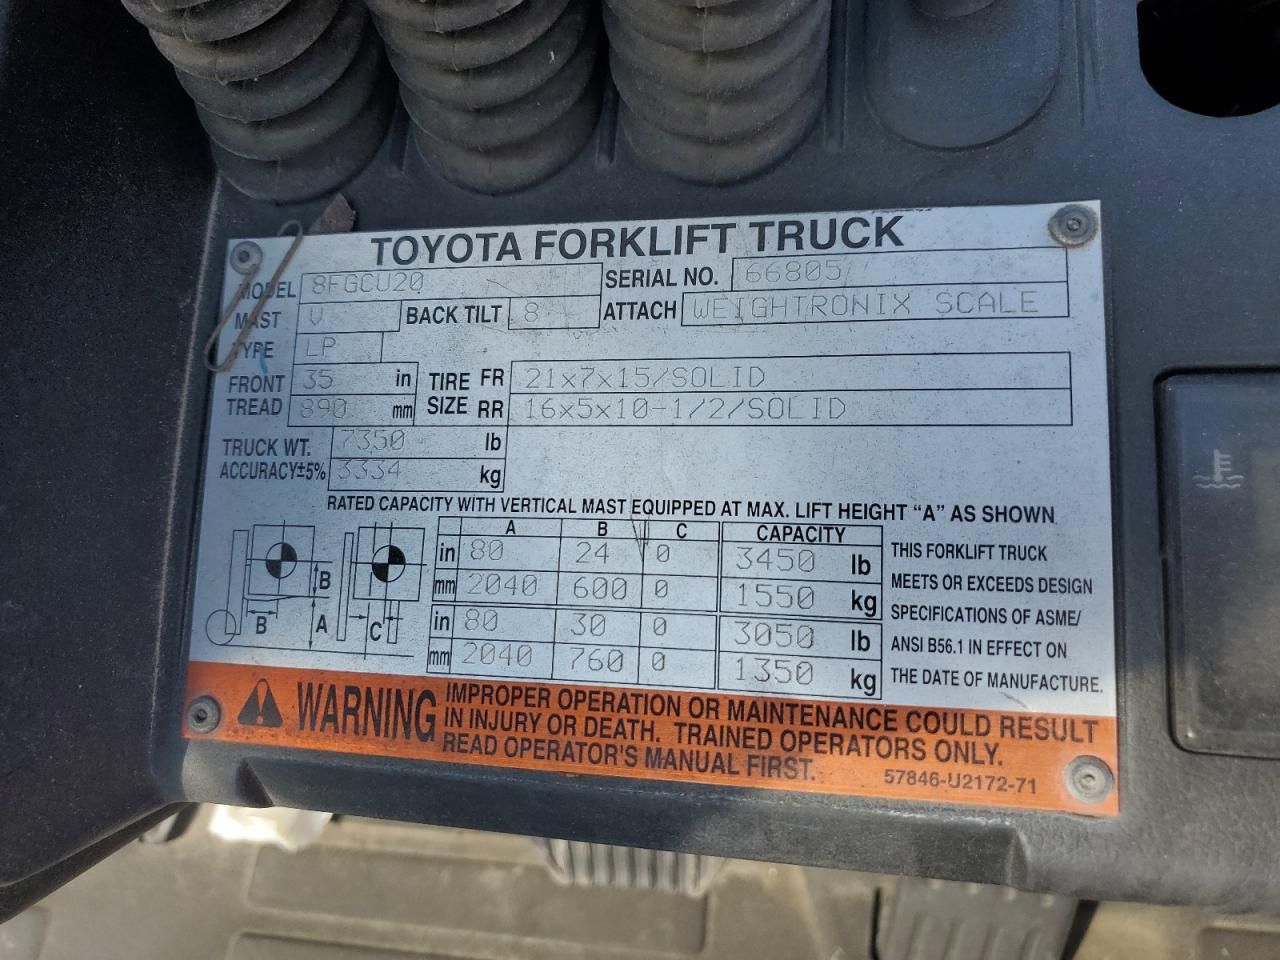 TOYOTA FORKLIFT TRUCK
MODEL 8FGCU20 SERIAL NO. 66805
MAST V BACK TILT 8 ATTACH WEIGHTRONIX SCALE
TYPE LP
FRONT TREAD 35 in TIRE SIZE FR 21x7x15/SOLID
890 mm RR 16x5x10-1/2/SOLID
TRUCK WT. 7350 lb
ACCURACY±5% 3334 kg
RATED CAPACITY WITH VERTICAL MAST EQUIPPED AT MAX. LIFT HEIGHT "A" AS SHOWN
A B C CAPACITY
in 80 24 0 3450 lb
mm 2040 600 0 1550 kg
in 80 30 0 3050 lb
mm 2040 760 0 1350 kg
B
B A C
THIS FORKLIFT TRUCK
MEETS OR EXCEEDS DESIGN
SPECIFICATIONS OF ASME/
ANSI B56.1 IN EFFECT ON
THE DATE OF MANUFACTURE.
WARNING
IMPROPER OPERATION OR MAINTENANCE COULD RESULT
IN INJURY OR DEATH. TRAINED OPERATORS ONLY.
READ OPERATOR'S MANUAL FIRST.
57846-U2172-71